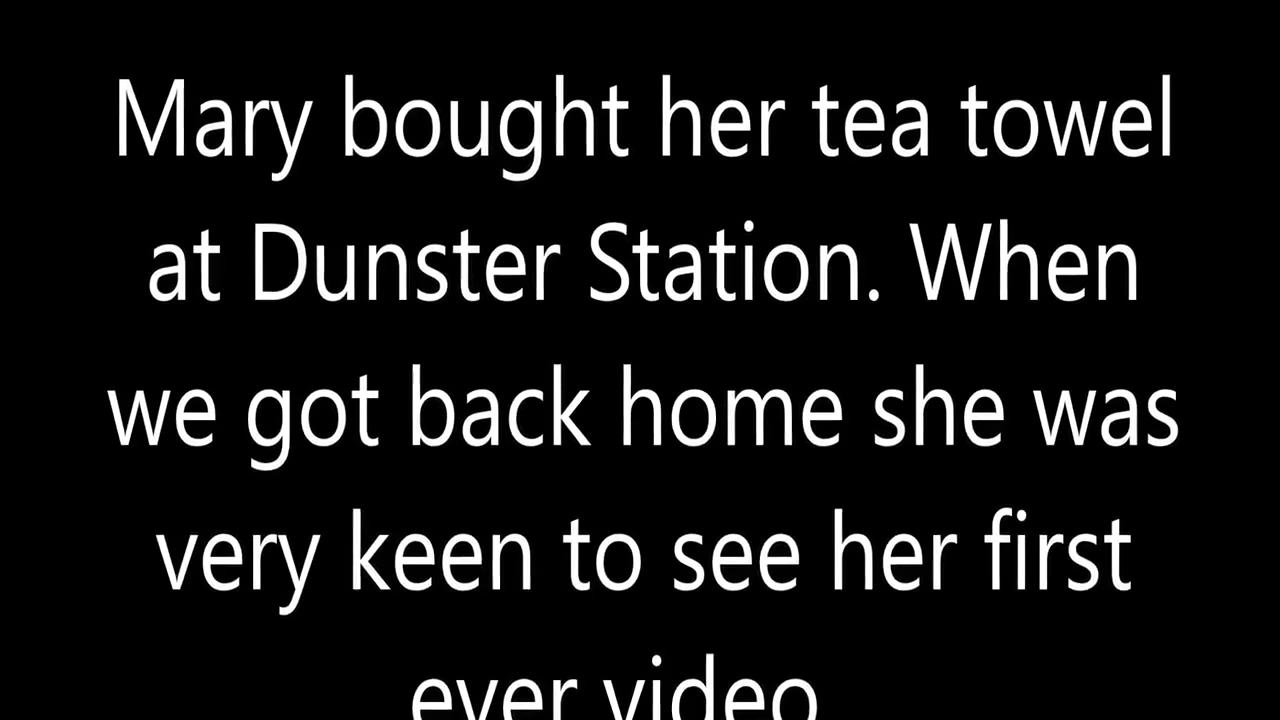 Mary bought her tea towel
at Dunster Station. When
we got back home she was
very keen to see her first
ever video